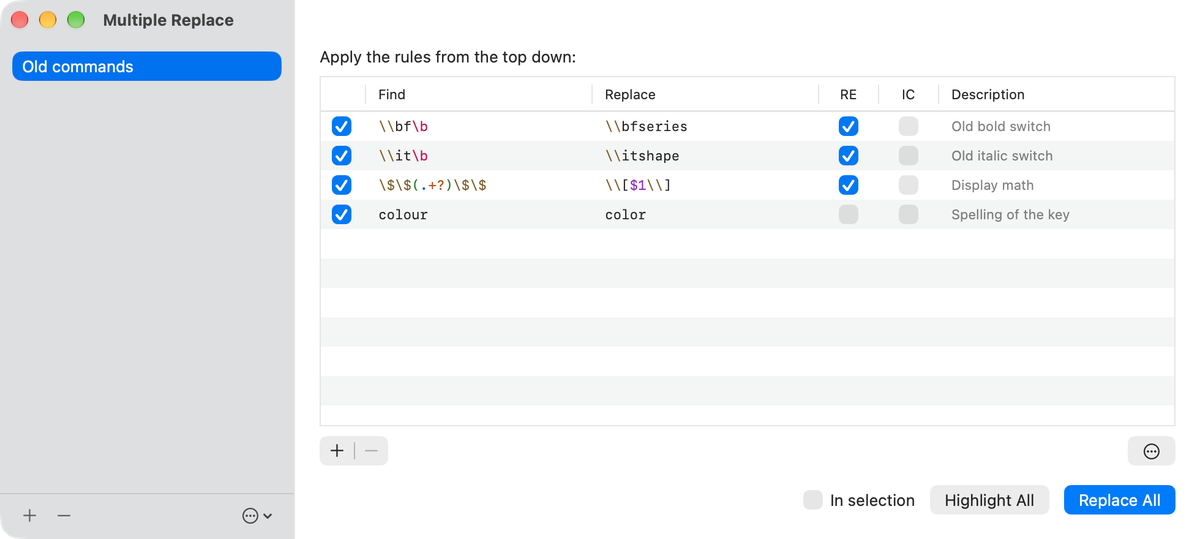 Multiple Replace
Old commands
Apply the rules from the top down:
Find Replace RE IC Description
\\bf\b \\bfseries Old bold switch
\\it\b \\itshape Old italic switch
\$\$(.+?)\$\$ \\[$1\\] Display math
colour color Spelling of the key
In selection Highlight All Replace All